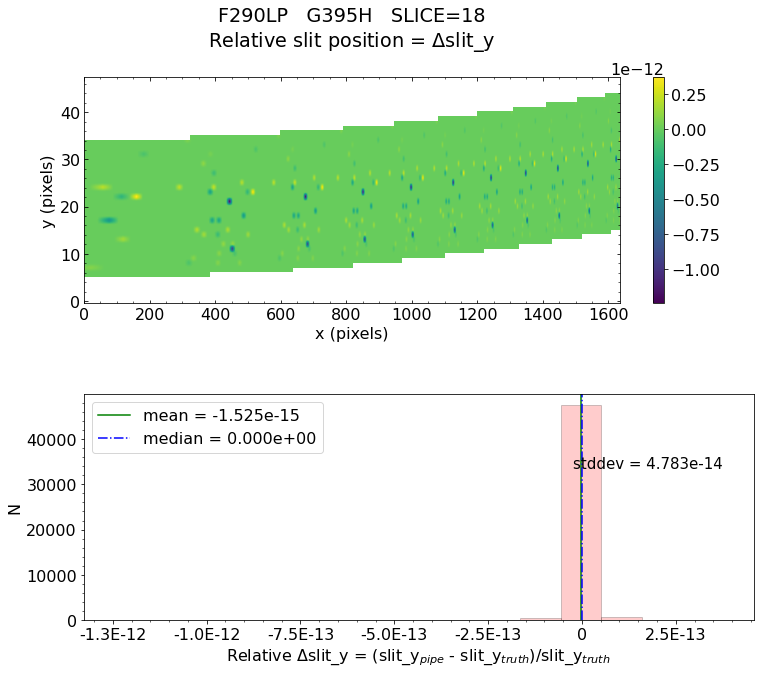 F290LP G395H SLICE=18
Relative slit position = Δslit_y
1e−12
40
30
20
10
0
y (pixels)
0 200 400 600 800 1000 1200 1400 1600
x (pixels)
0.25
0.00
−0.25
−0.50
−0.75
−1.00
mean = -1.525e-15
median = 0.000e+00
stddev = 4.783e-14
40000
30000
20000
10000
0
N
-1.3E-12 -1.0E-12 -7.5E-13 -5.0E-13 -2.5E-13 0 2.5E-13
Relative Δslit_y = (slit_y_pipe - slit_y_truth)/slit_y_truth